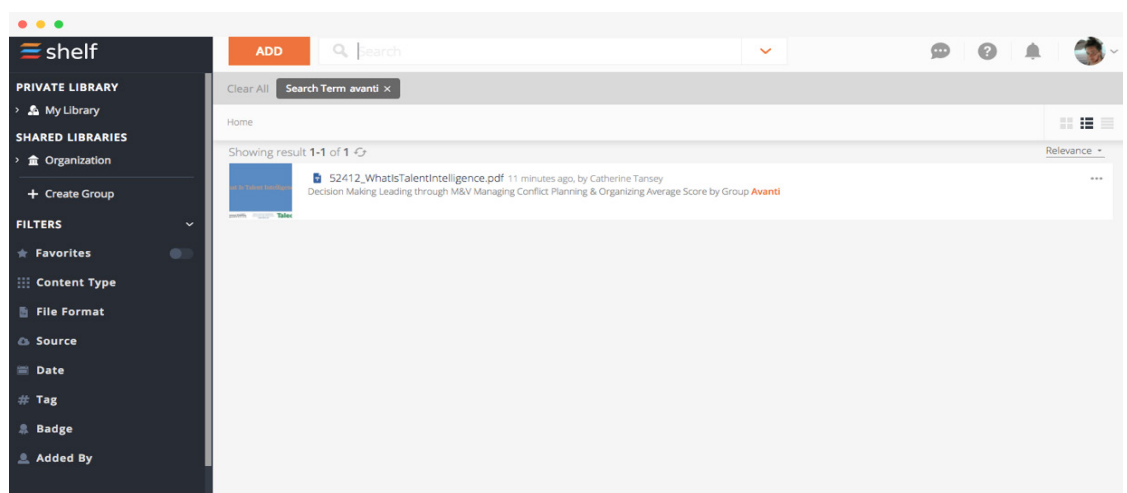 shelf
ADD
Search
PRIVATE LIBRARY
My Library
SHARED LIBRARIES
Organization
+ Create Group
FILTERS
Favorites
Content Type
File Format
Source
Date
# Tag
Badge
Added By
Clear All Search Term avanti ×
Home
Showing result 1-1 of 1
Relevance
52412_WhatIsTalentIntelligence.pdf 11 minutes ago, by Catherine Tansey
Decision Making Leading through M&V Managing Conflict Planning & Organizing Average Score by Group Avanti